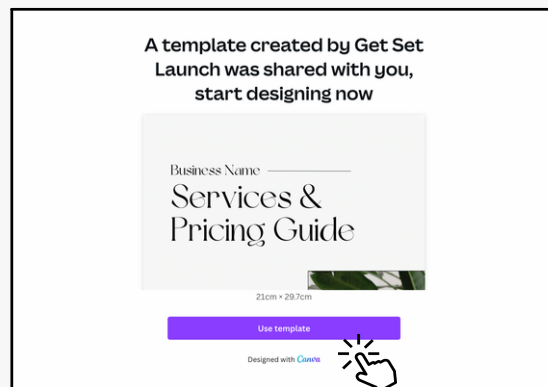 A template created by Get Set
Launch was shared with you,
start designing now
Business Name
Services &
Pricing Guide
21cm × 29.7cm
Use template
Designed with Canva